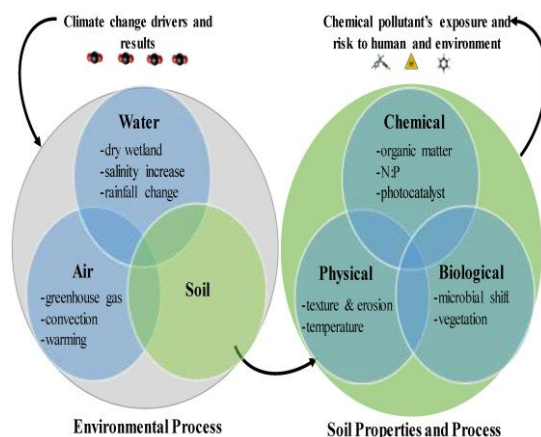 Climate change drivers and
results
Water
-dry wetland
-salinity increase
-rainfall change
Air
-greenhouse gas
-convection
-warming
Soil
Environmental Process
Chemical pollutant's exposure and
risk to human and environment
Chemical
-organic matter
-N:P
-photocatalyst
Physical
-texture & erosion
-temperature
Biological
-microbial shift
-vegetation
Soil Properties and Process